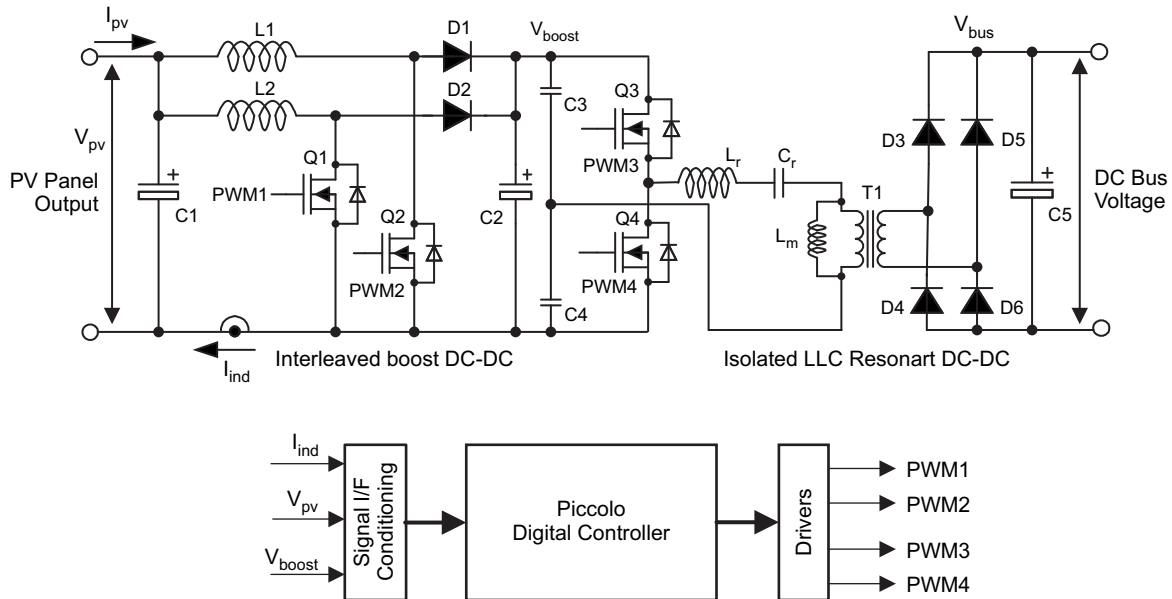 I_pv
L1
D1
V_boost
V_bus
L2
D2
C3
Q3
V_pv
Q1
PWM3
L_r
C_r
D3
D5
PV Panel
Output
+
C1
PWM1
Q2
+
C2
Q4
T1
+
C5
DC Bus
Voltage
L_m
PWM2
PWM4
C4
D4
D6
I_ind
Interleaved boost DC-DC
Isolated LLC Resonart DC-DC
I_ind
V_pv
V_boost
Signal I/F
Conditioning
Piccolo
Digital Controller
Drivers
PWM1
PWM2
PWM3
PWM4